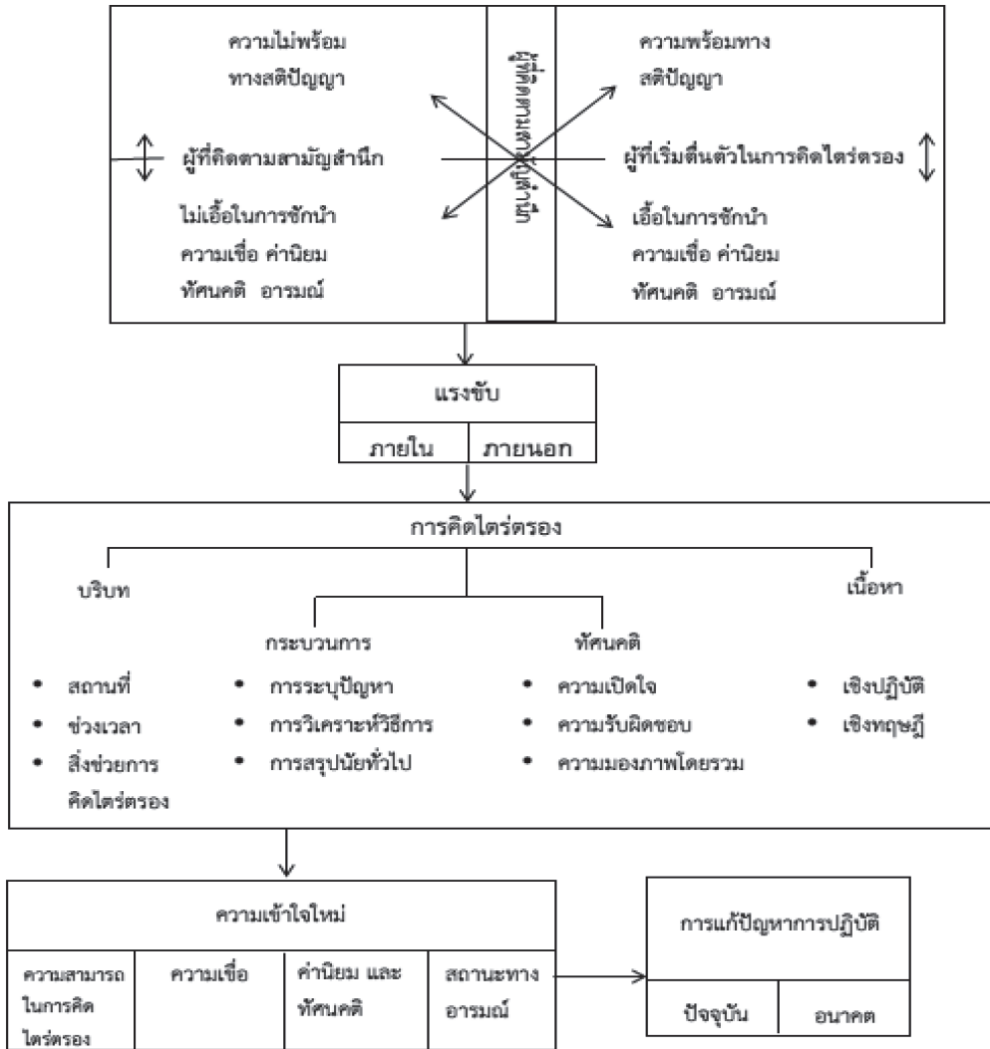 ความไม่พร้อม
ทางสติปัญญา
ความพร้อมทาง
สติปัญญา
ผู้ที่คิดตามสามัญสำนึก
ผู้ที่คิดตามสามัญสำนึก
ผู้ที่เริ่มตื่นตัวในการคิดไตร่ตรอง
ไม่เอื้อในการชักนำ
ความเชื่อ ค่านิยม
ทัศนคติ อารมณ์
เอื้อในการชักนำ
ความเชื่อ ค่านิยม
ทัศนคติ อารมณ์
แรงขับ
ภายใน ภายนอก
การคิดไตร่ตรอง
บริบท
เนื้อหา
กระบวนการ
ทัศนคติ
• สถานที่
• ช่วงเวลา
• สิ่งช่วยการ
คิดไตร่ตรอง
• การระบุปัญหา
• การวิเคราะห์วิธีการ
• การสรุปนัยทั่วไป
• ความเปิดใจ
• ความรับผิดชอบ
• ความมองภาพโดยรวม
• เชิงปฏิบัติ
• เชิงทฤษฎี
ความเข้าใจใหม่
ความสามารถ
ในการคิด
ไตร่ตรอง
ความเชื่อ
ค่านิยม และ
ทัศนคติ
สถานะทาง
อารมณ์
การแก้ปัญหาการปฏิบัติ
ปัจจุบัน อนาคต